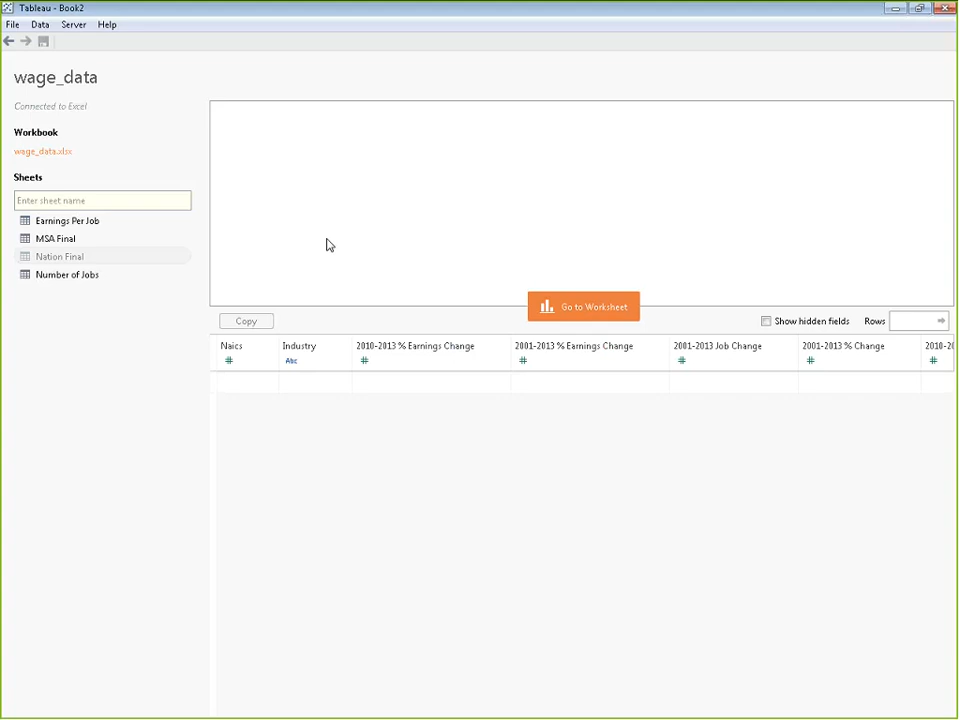 Tableau - Book2
File Data Server Help
wage_data
Connected to Excel
Workbook
wage_data.xlsx
Sheets
Enter sheet name
Earnings Per Job
MSA Final
Nation Final
Number of Jobs
Go to Worksheet
Copy Show hidden fields Rows
Naics Industry 2010-2013 % Earnings Change 2001-2013 % Earnings Change 2001-2013 Job Change 2001-2013 % Change 2010-20
# Abc # # # # #